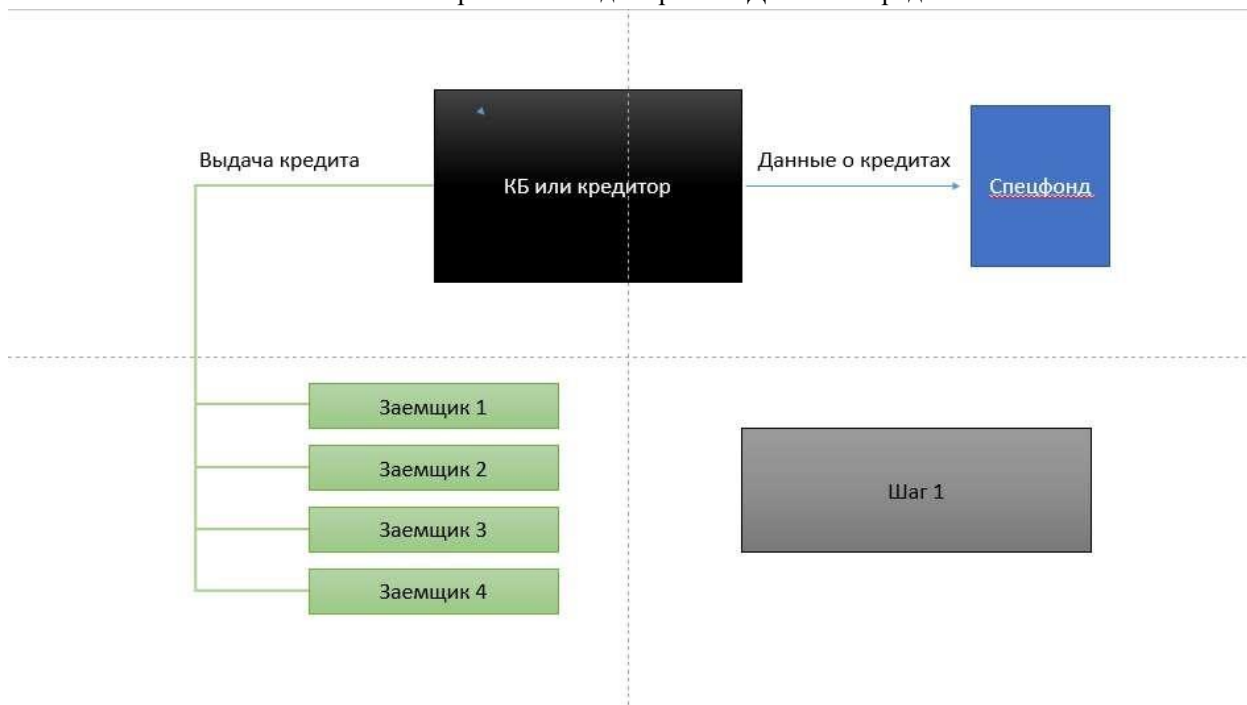 Выдача кредита
КБ или кредитор
Данные о кредитах
Спецфонд
Заемщик 1
Заемщик 2
Заемщик 3
Заемщик 4
Шаг 1